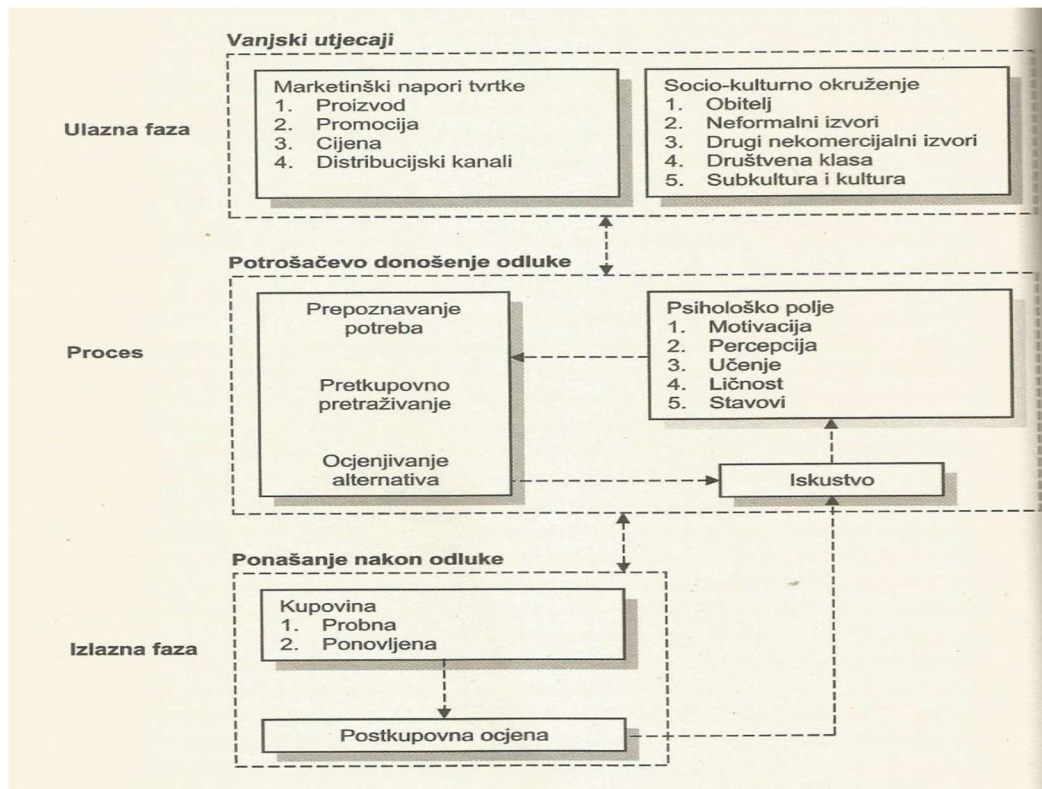 Vanjski utjecaji
Ulazna faza
Marketinški napori tvrtke
1. Proizvod
2. Promocija
3. Cijena
4. Distribucijski kanali
Socio-kulturno okruženje
1. Obitelj
2. Neformalni izvori
3. Drugi nekomercijalni izvori
4. Društvena klasa
5. Subkultura i kultura
Potrošačevo donošenje odluke
Proces
Prepoznavanje
potreba
Pretkupovno
pretraživanje
Ocjenjivanje
alternativa
Psihološko polje
1. Motivacija
2. Percepcija
3. Učenje
4. Ličnost
5. Stavovi
Iskustvo
Ponašanje nakon odluke
Izlazna faza
Kupovina
1. Probna
2. Ponovljena
Postkupovna ocjena